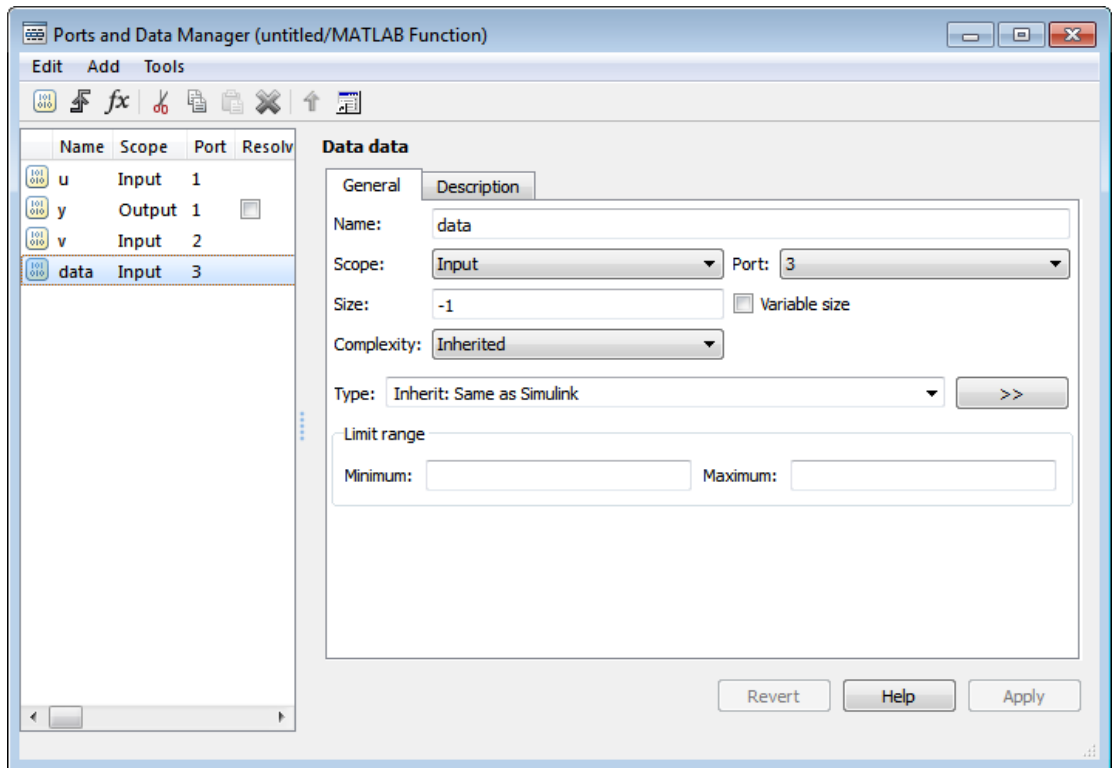 Ports and Data Manager (untitled/MATLAB Function)
Edit Add Tools
fx
Name Scope Port Resolv
u Input 1
y Output 1
v Input 2
data Input 3
Data data
General Description
Name: data
Scope: Input Port: 3
Size: -1 Variable size
Complexity: Inherited
Type: Inherit: Same as Simulink >>
Limit range
Minimum: Maximum:
Revert Help Apply